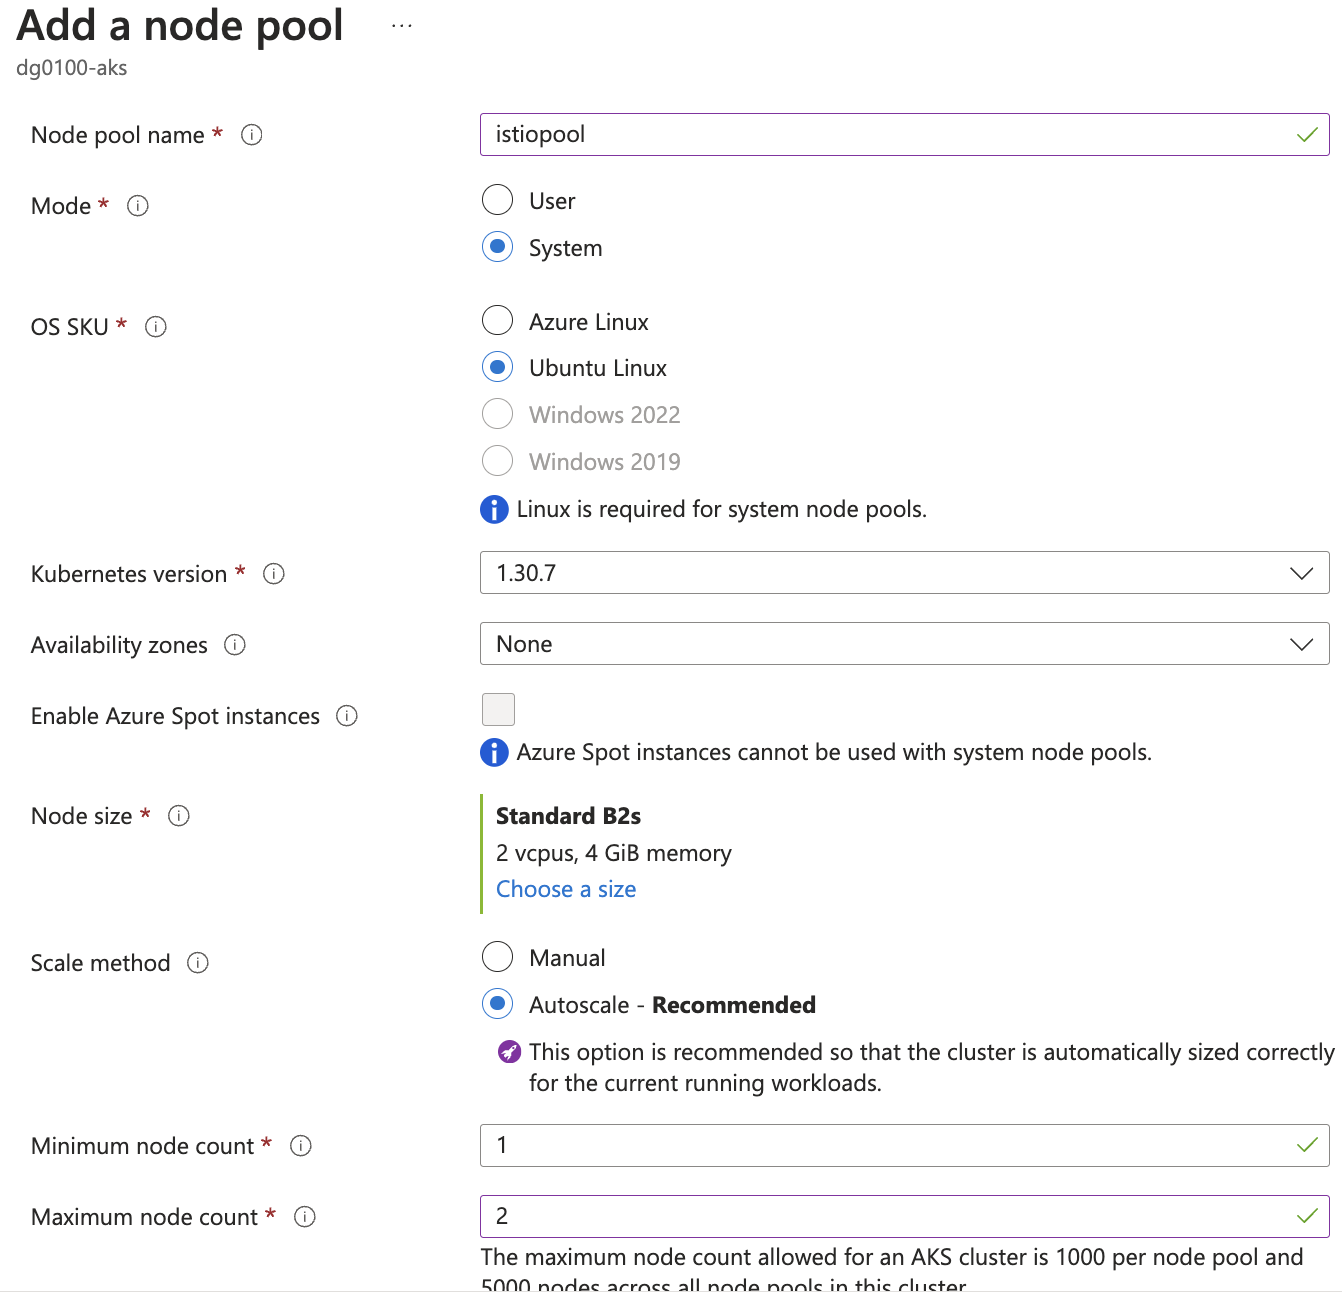 Add a node pool ...
dg0100-aks
Node pool name *
istiopool
Mode *
User
System
OS SKU *
Azure Linux
Ubuntu Linux
Windows 2022
Windows 2019
Linux is required for system node pools.
Kubernetes version *
1.30.7
Availability zones
None
Enable Azure Spot instances
Azure Spot instances cannot be used with system node pools.
Node size *
Standard B2s
2 vcpus, 4 GiB memory
Choose a size
Scale method
Manual
Autoscale - Recommended
This option is recommended so that the cluster is automatically sized correctly
for the current running workloads.
Minimum node count *
1
Maximum node count *
2
The maximum node count allowed for an AKS cluster is 1000 per node pool and
5000 nodes across all node pools in this cluster